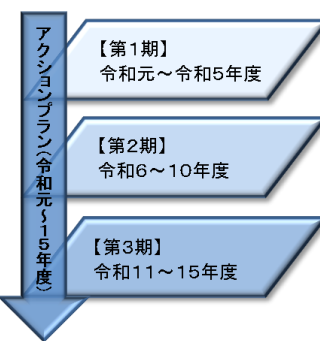 アクションプラン(令和元～15年度)
【第1期】
令和元～令和5年度
【第2期】
令和6～10年度
【第3期】
令和11～15年度